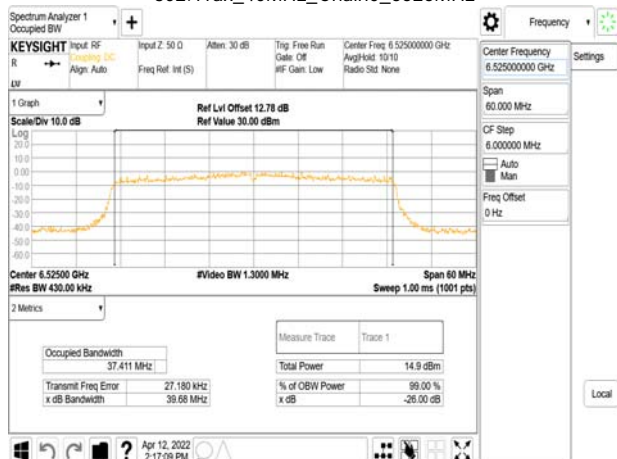 Spectrum Analyzer 1
Occupied BW
+
Frequency
KEYSIGHT Input: RF
Coupling: DC
Align: Auto
Input Z: 50 Ω
Freq Ref: Int (S)
Atten: 30 dB
Trig: Free Run
Gate: Off
#IF Gain: Low
Center Freq: 6.525000000 GHz
Avg|Hold: 10/10
Radio Std: None
R
Center Frequency
6.525000000 GHz
Settings
Span
60.000 MHz
CF Step
6.000000 MHz
Auto
Man
Freq Offset
0 Hz
1 Graph
Scale/Div 10.0 dB
Ref Lvl Offset 12.78 dB
Ref Value 30.00 dBm
Log
20.0
10.0
0.00
-10.0
-20.0
-30.0
-40.0
-50.0
-60.0
Center 6.52500 GHz
#Res BW 430.00 kHz
#Video BW 1.3000 MHz
Span 60 MHz
Sweep 1.00 ms (1001 pts)
2 Metrics
Measure Trace
Trace 1
Occupied Bandwidth
37.411 MHz
Total Power
14.9 dBm
Transmit Freq Error
27.180 kHz
% of OBW Power
99.00 %
x dB Bandwidth
39.68 MHz
x dB
-26.00 dB
Local
?
Apr 12, 2022
2:17:09 PM